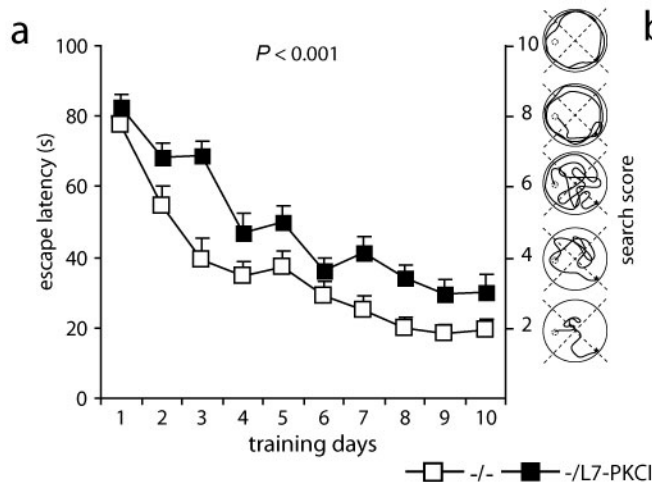 a
b
P < 0.001
escape latency (s)
100
80
60
40
20
0
1 2 3 4 5 6 7 8 9 10
training days
10
8
6
4
2
search score
-/- -/L7-PKCI